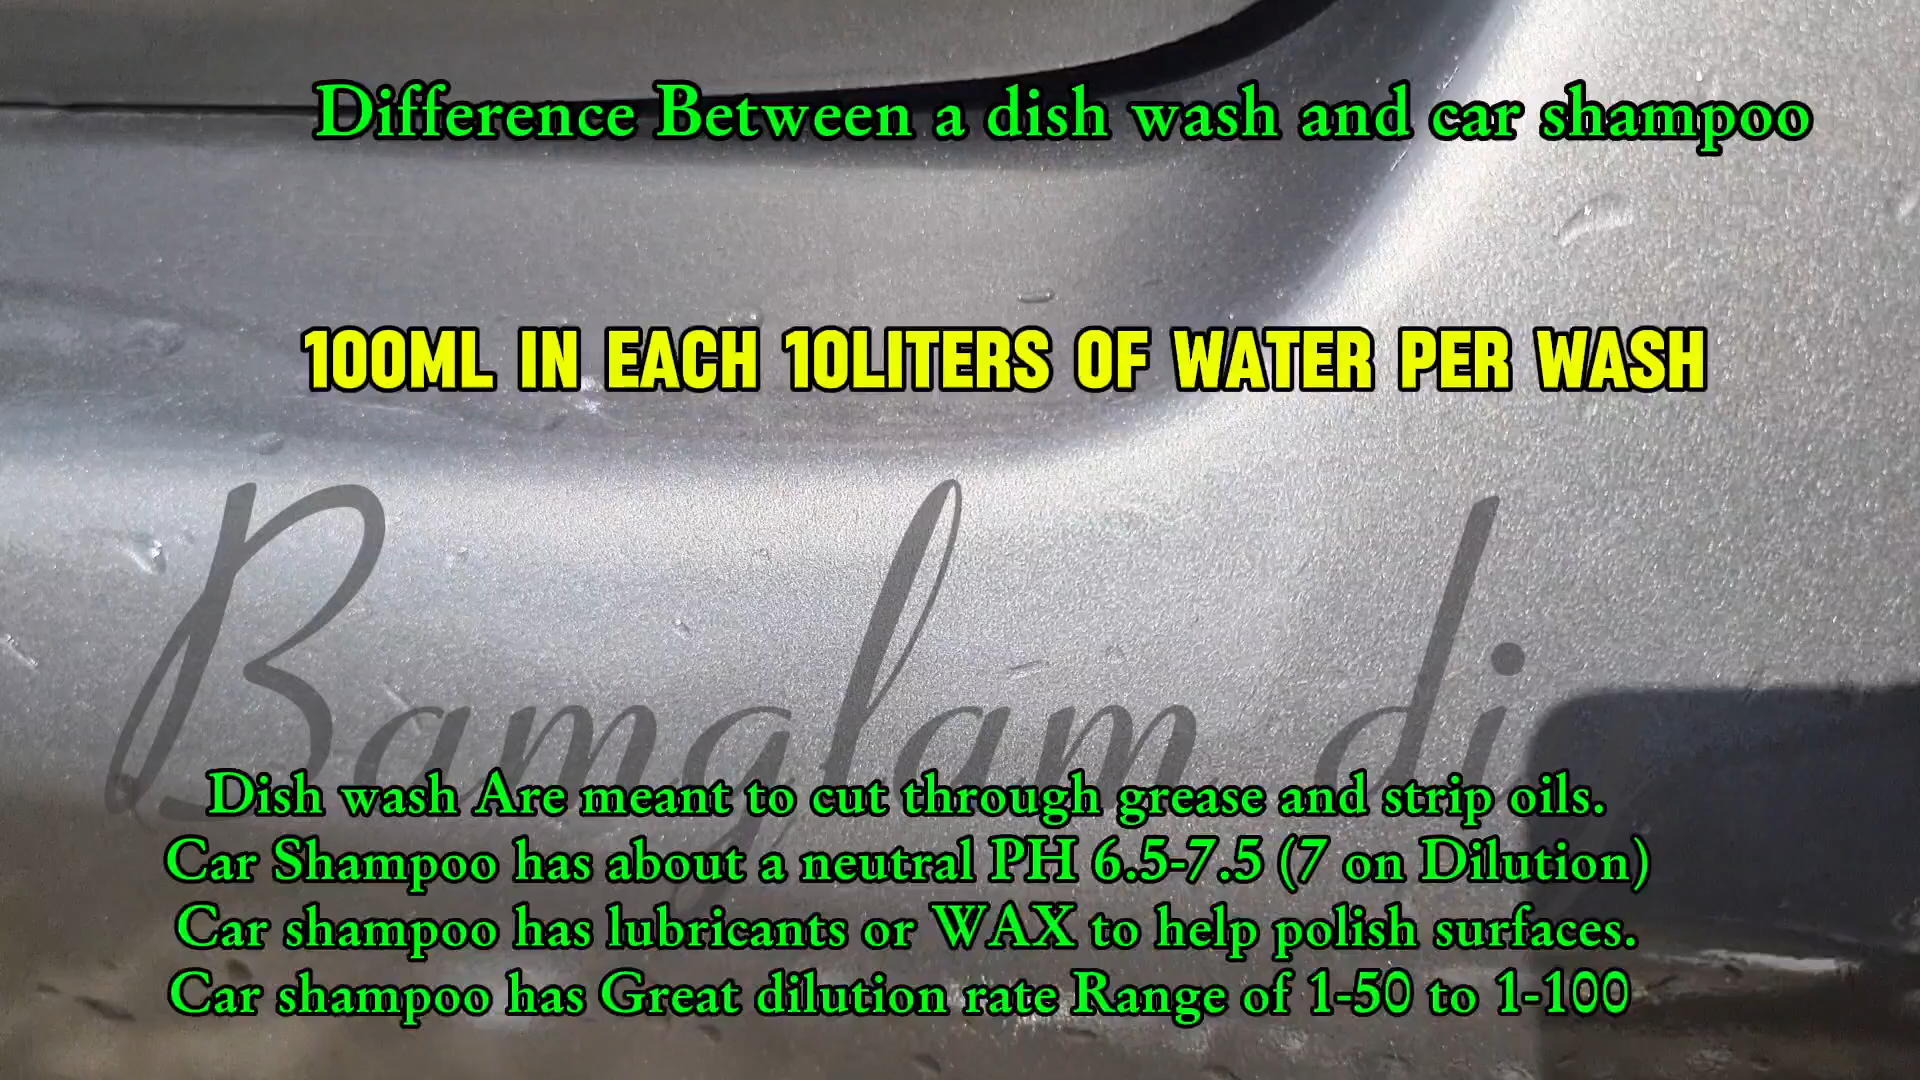 Difference Between a dish wash and car shampoo
100ML IN EACH 10LITERS OF WATER PER WASH
Bamglam di
Dish wash Are meant to cut through grease and strip oils.
Car Shampoo has about a neutral PH 6.5-7.5 (7 on Dilution)
Car shampoo has lubricants or WAX to help polish surfaces.
Car shampoo has Great dilution rate Range of 1-50 to 1-100